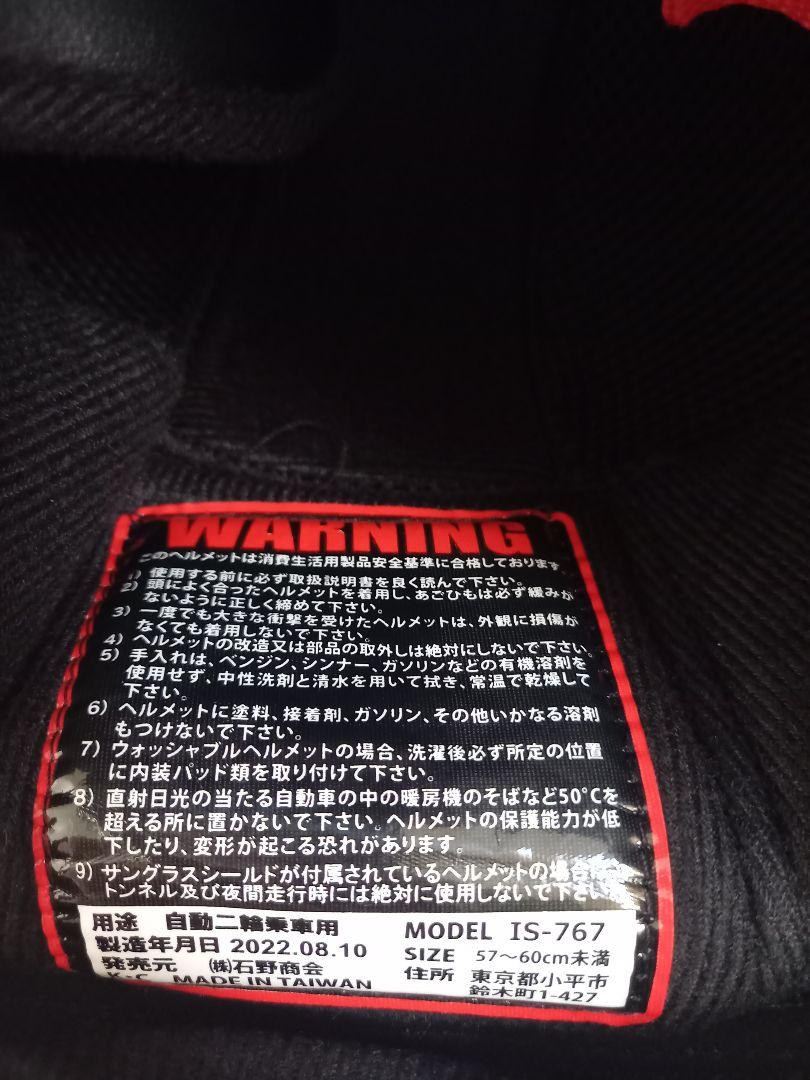 WARNING
このヘルメットは消費生活用製品安全基準に合格しております。
1) 使用する前に必ず取扱説明書を良く読んで下さい。
2) 頭によく合ったヘルメットを着用し、あごひもは必ず緩みが
ないように正しく締めて下さい。
3) 一度でも大きな衝撃を受けたヘルメットは、外観に損傷が
なくても着用しないで下さい。
4) ヘルメットの改造又は部品の取外しは絶対にしないで下さい。
5) 手入れは、ベンジン、シンナー、ガソリンなどの有機溶剤を
使用せず、中性洗剤と清水を用いて拭き、常温で乾燥して
下さい。
6) ヘルメットに塗料、接着剤、ガソリン、その他いかなる溶剤
もつけないで下さい。
7) ウォッシャブルヘルメットの場合、洗濯後必ず所定の位置
に内装パッド類を取り付けて下さい。
8) 直射日光の当たる自動車の中の暖房機のそばなど50°Cを
超える所に置かないで下さい。ヘルメットの保護能力が低
下したり、変形が起こる恐れがあります。
9) サングラスシールドが付属されているヘルメットの場合は
トンネル及び夜間走行時には絶対に使用しないで下さい
用途 自動二輪乗車用
製造年月日 2022.08.10
発売元 ㈱石野商会
K.C. MADE IN TAIWAN
MODEL IS-767
SIZE 57～60cm未満
住所 東京都小平市
鈴木町1-427